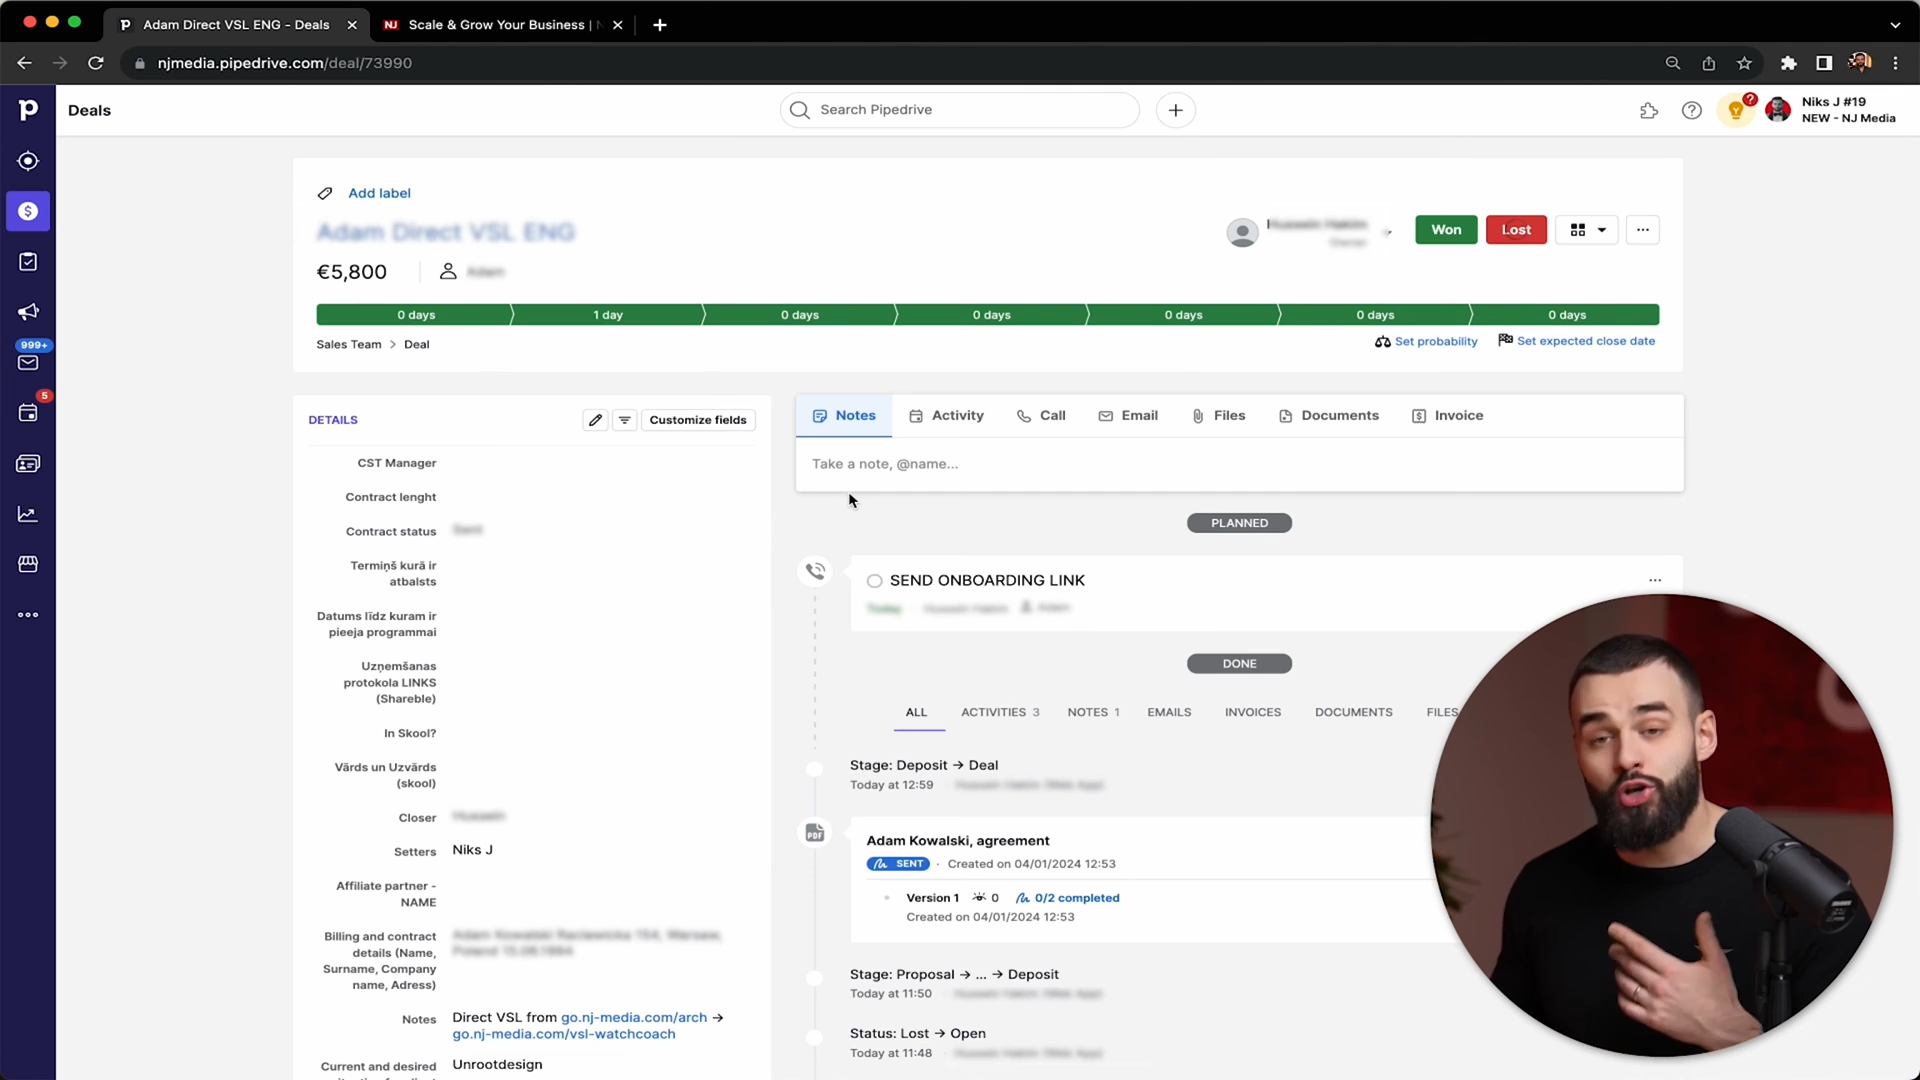 Adam Direct VSL ENG - Deals
NJ
Scale & Grow Your Business |
njmedia.pipedrive.com/deal/73990
Deals
Search Pipedrive
?
Niks J #19
NEW - NJ Media
Add label
Adam Direct VSL ENG
Won
Lost
€5,800
Adam
0 days
1 day
0 days
0 days
0 days
0 days
0 days
Sales Team > Deal
Set probability
Set expected close date
999+
5
DETAILS
Customize fields
CST Manager
Contract lenght
Contract status
Sent
Termiņš kurā ir
atbalsts
Datums līdz kuram ir
pieeja programmai
Uzņemšanas
protokola LINKS
(Shareble)
In Skool?
Vārds un Uzvārds
(skool)
Closer
Setters
Niks J
Affiliate partner -
NAME
Billing and contract
details (Name,
Surname, Company
name, Adress)
Notes
Direct VSL from go.nj-media.com/arch →
go.nj-media.com/vsl-watchcoach
Current and desired
Unrootdesign
Notes
Activity
Call
Email
Files
Documents
Invoice
Take a note, @name...
PLANNED
SEND ONBOARDING LINK
Today
Adam
DONE
ALL
ACTIVITIES 3
NOTES 1
EMAILS
INVOICES
DOCUMENTS
FILES
Stage: Deposit → Deal
Today at 12:59
PDF
Adam Kowalski, agreement
SENT · Created on 04/01/2024 12:53
Version 1 0 0/2 completed
Created on 04/01/2024 12:53
Stage: Proposal → ... → Deposit
Today at 11:50
Status: Lost → Open
Today at 11:48